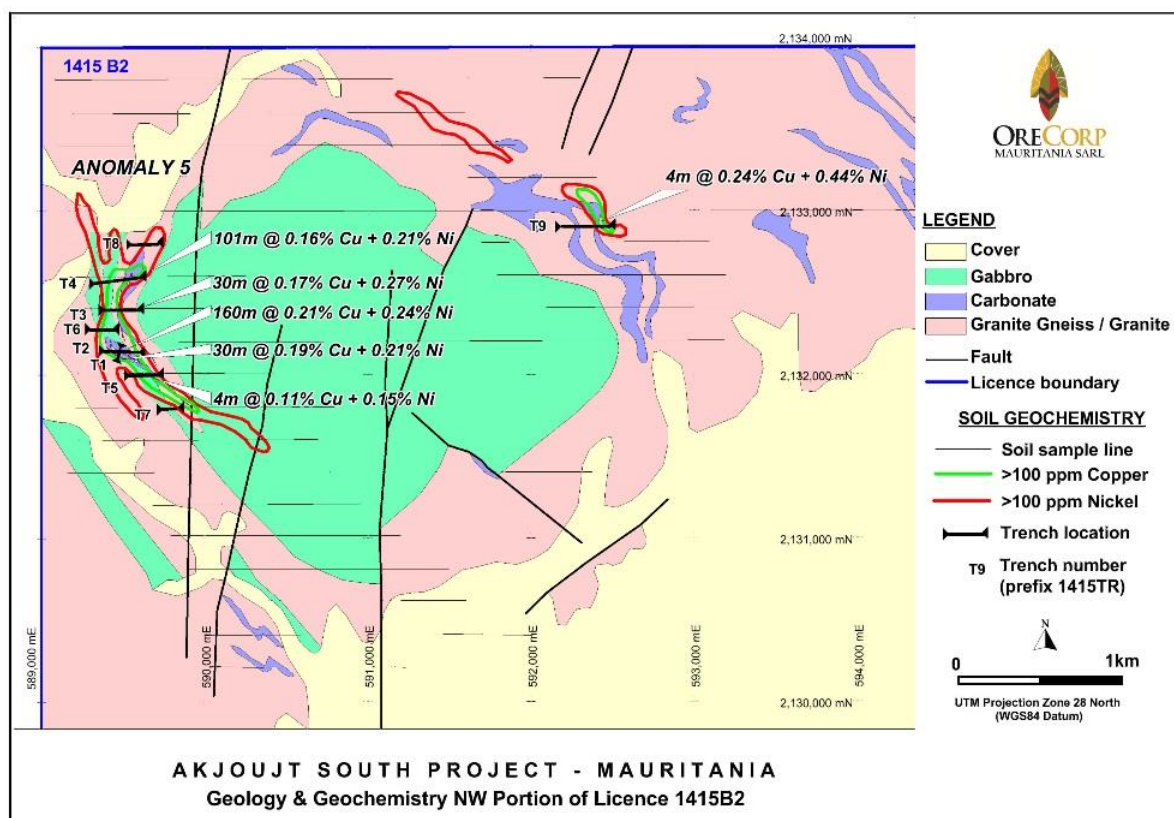 2,134,000 mN
1415 B2
ANOMALY 5
4m @ 0.24% Cu + 0.44% Ni
2,133,000 mN
T9
T8
101m @ 0.16% Cu + 0.21% Ni
T4
30m @ 0.17% Cu + 0.27% Ni
T3
160m @ 0.21% Cu + 0.24% Ni
T6
T2
30m @ 0.19% Cu + 0.21% Ni
T1
2,132,000 mN
T5
4m @ 0.11% Cu + 0.15% Ni
T7
2,131,000 mN
589,000 mE
590,000 mE
591,000 mE
592,000 mE
593,000 mE
594,000 mE
2,130,000 mN
ORECORP
MAURITANIA SARL
LEGEND
Cover
Gabbro
Carbonate
Granite Gneiss / Granite
Fault
Licence boundary
SOIL GEOCHEMISTRY
Soil sample line
>100 ppm Copper
>100 ppm Nickel
Trench location
T9 Trench number
(prefix 1415TR)
N
0 1km
UTM Projection Zone 28 North
(WGS84 Datum)
AKJOUJT SOUTH PROJECT - MAURITANIA
Geology & Geochemistry NW Portion of Licence 1415B2